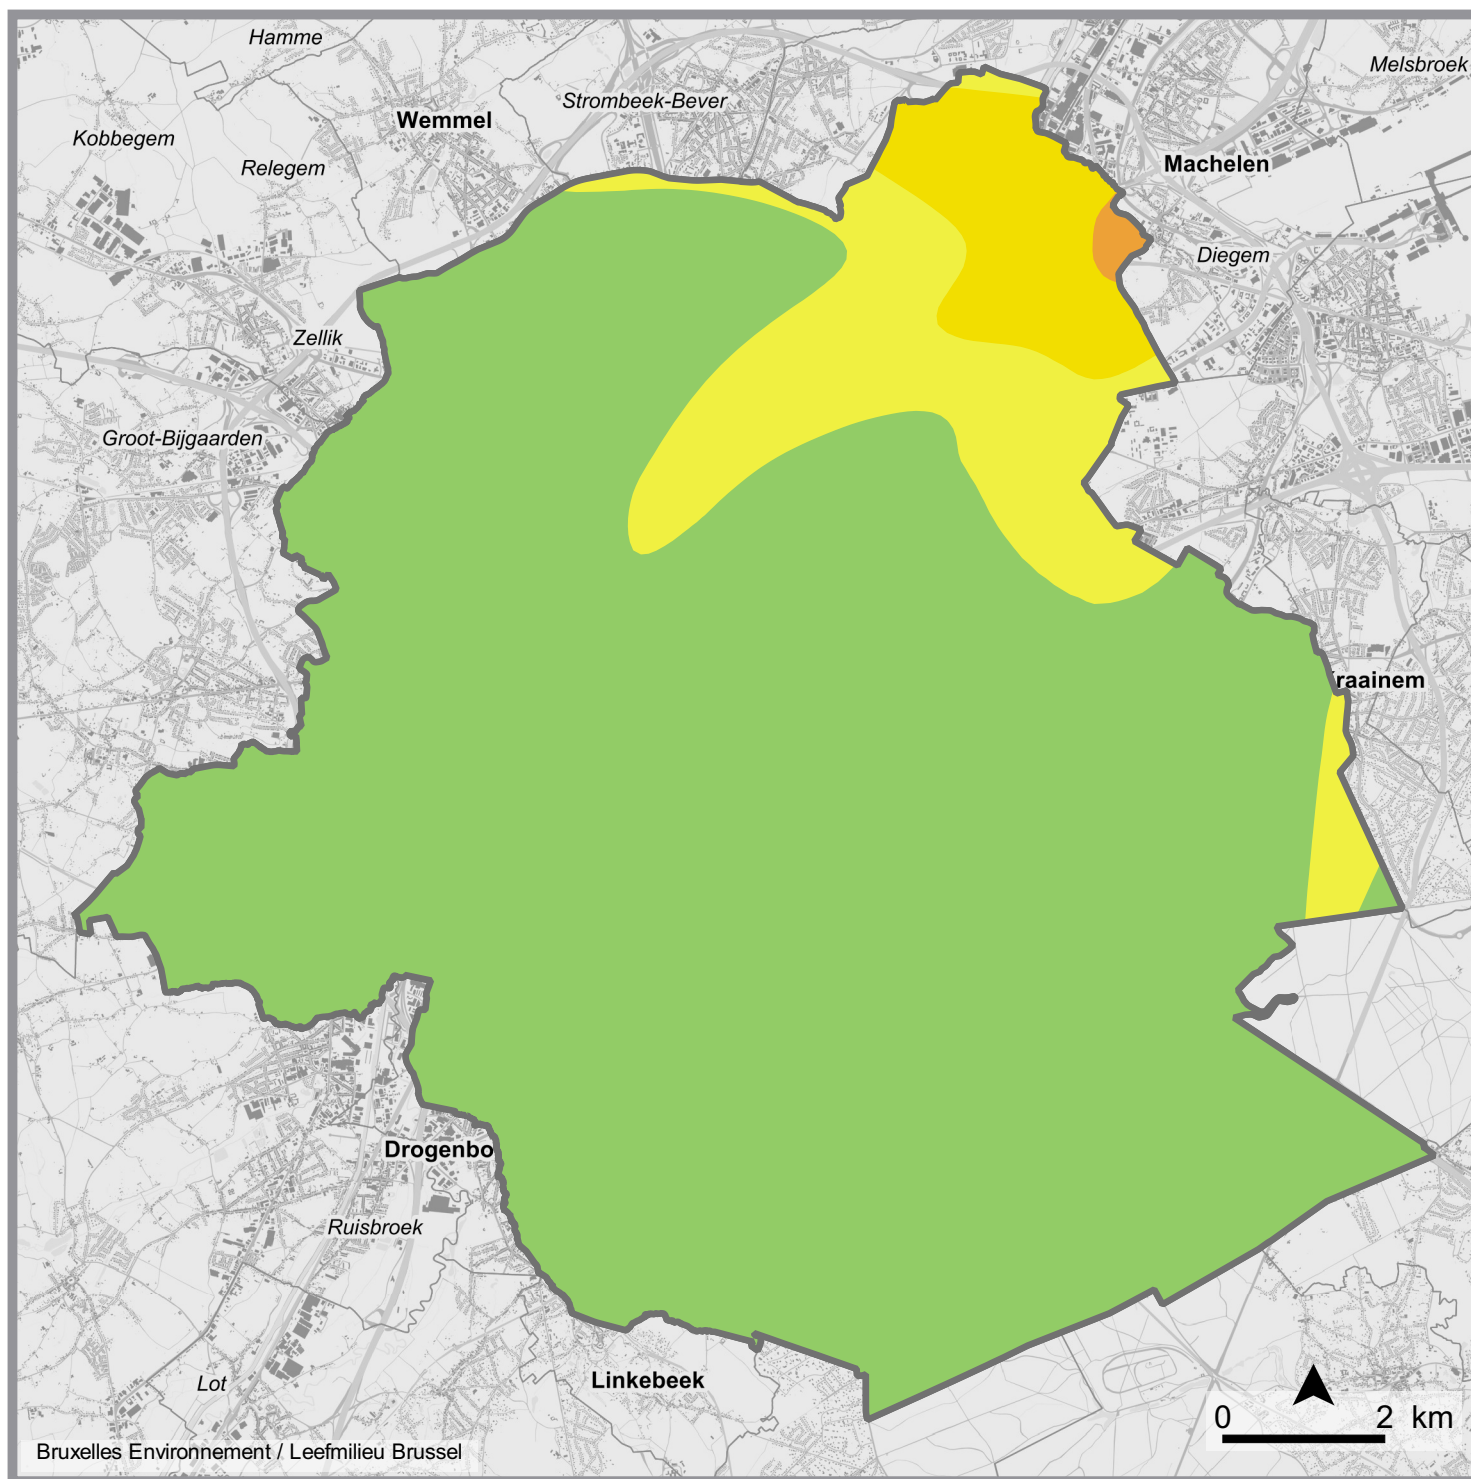 Hamme
Melsbroek
Strombeek-Bever
Wemmel
Kobbegem
Relegem
Machelen
Diegem
Zellik
Groot-Bijgaarden
raainem
Drogenbo
Ruisbroek
Linkebeek
Lot
0 2 km
Bruxelles Environnement / Leefmilieu Brussel